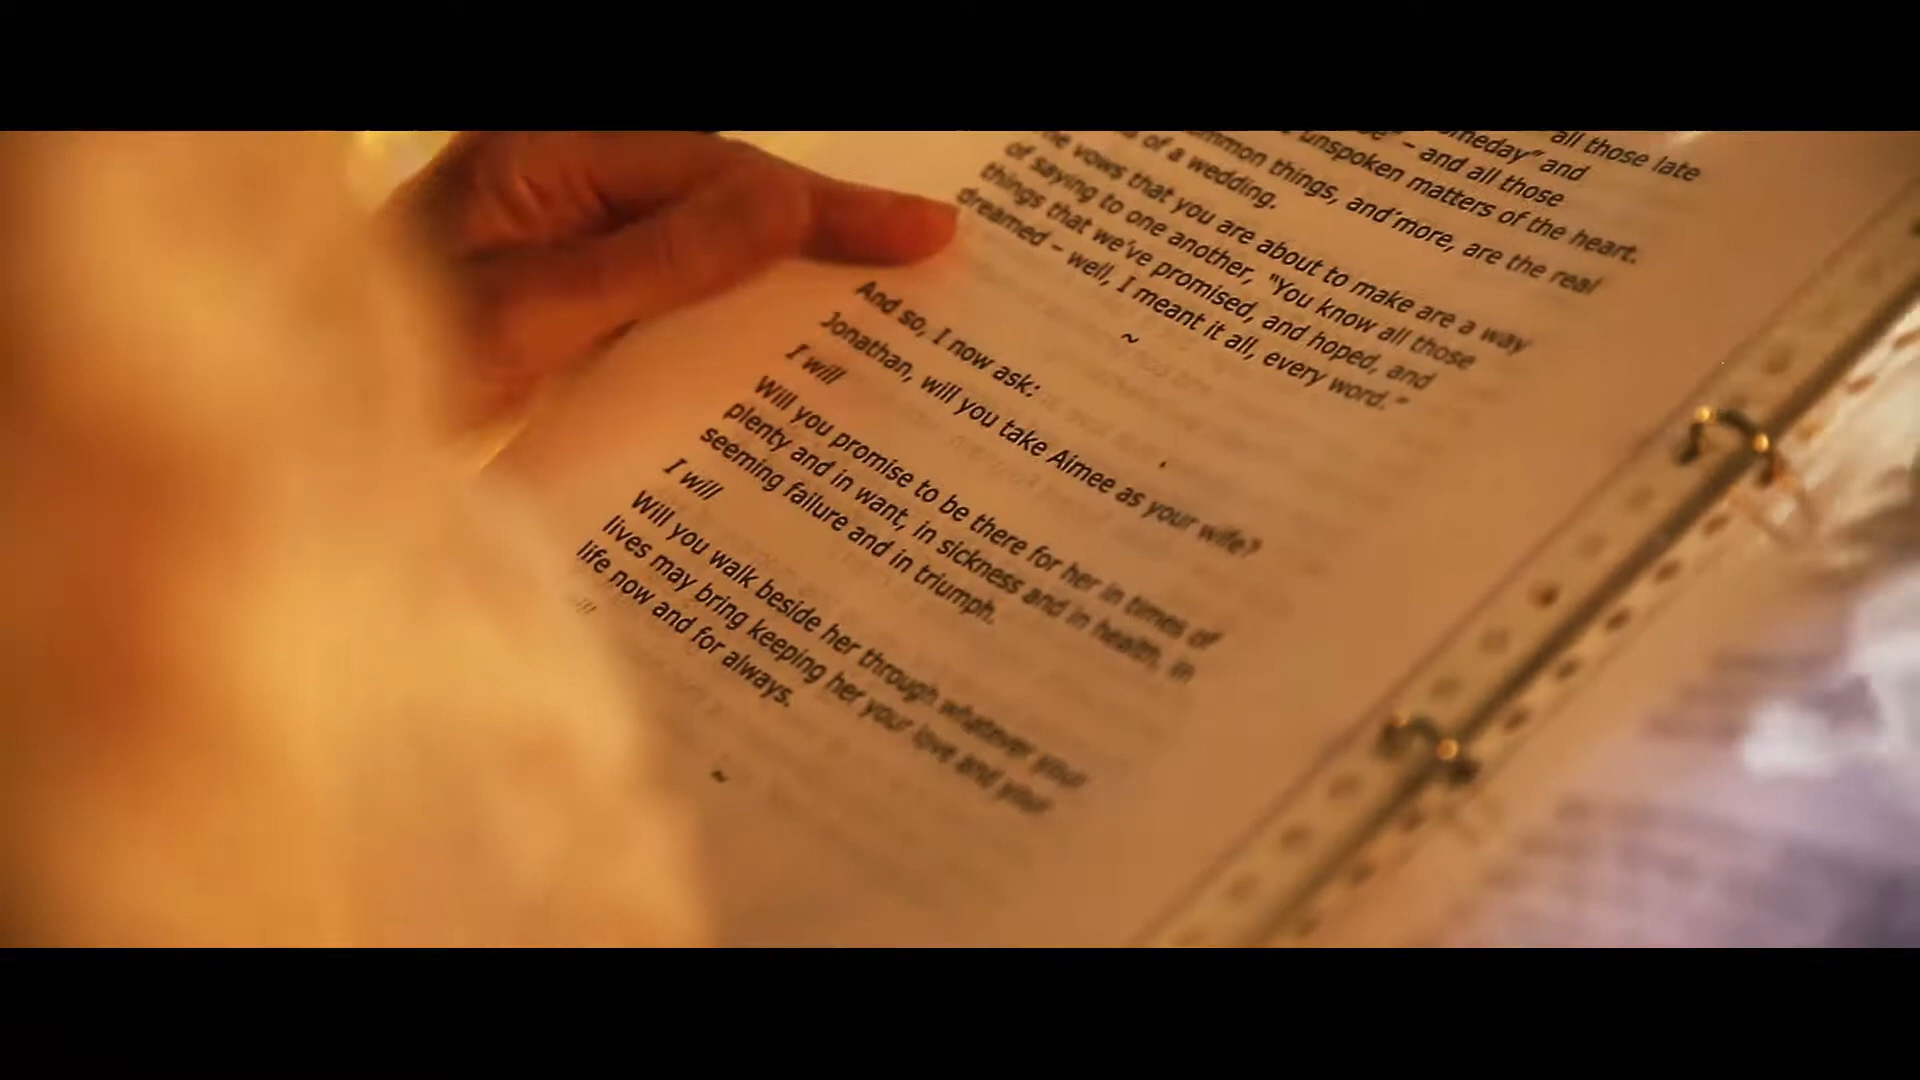 all those late
omeday" and
– and all those
unspoken matters of the heart.
mmon things, and more, are the real
of a wedding.
vows that you are about to make are a way
of saying to one another, "You know all those
things that we've promised, and hoped, and
dreamed – well, I meant it all, every word."
~
And so, I now ask:
Jonathan, will you take Aimee as your wife?
I will
Will you promise to be there for her in times of
plenty and in want, in sickness and in health, in
seeming failure and in triumph.
I will
Will you walk beside her through whatever your
lives may bring keeping her your love and your
life now and for always.
~